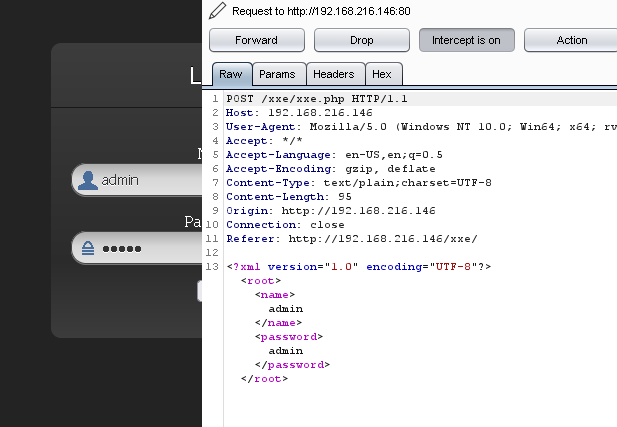 Request to http://192.168.216.146:80
Forward Drop Intercept is on Action
Raw Params Headers Hex
1 POST /xxe/xxe.php HTTP/1.1
2 Host: 192.168.216.146
3 User-Agent: Mozilla/5.0 (Windows NT 10.0; Win64; x64; rv
4 Accept: */*
5 Accept-Language: en-US,en;q=0.5
6 Accept-Encoding: gzip, deflate
7 Content-Type: text/plain;charset=UTF-8
8 Content-Length: 95
9 Origin: http://192.168.216.146
10 Connection: close
11 Referer: http://192.168.216.146/xxe/
12
13 <?xml version="1.0" encoding="UTF-8"?>
<root>
<name>
admin
</name>
<password>
admin
</password>
</root>
L
N
admin
Pa